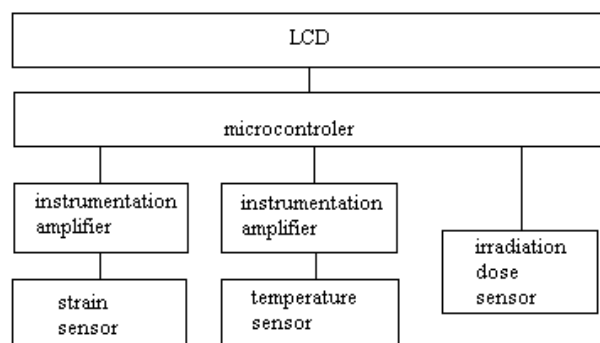 LCD
microcontroler
instrumentation
amplifier
instrumentation
amplifier
irradiation
dose
sensor
strain
sensor
temperature
sensor